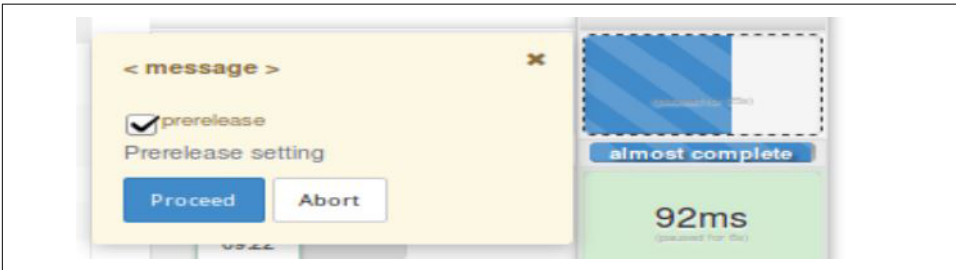 < message >
prerelease
Prerelease setting
Proceed
Abort
almost complete
92ms